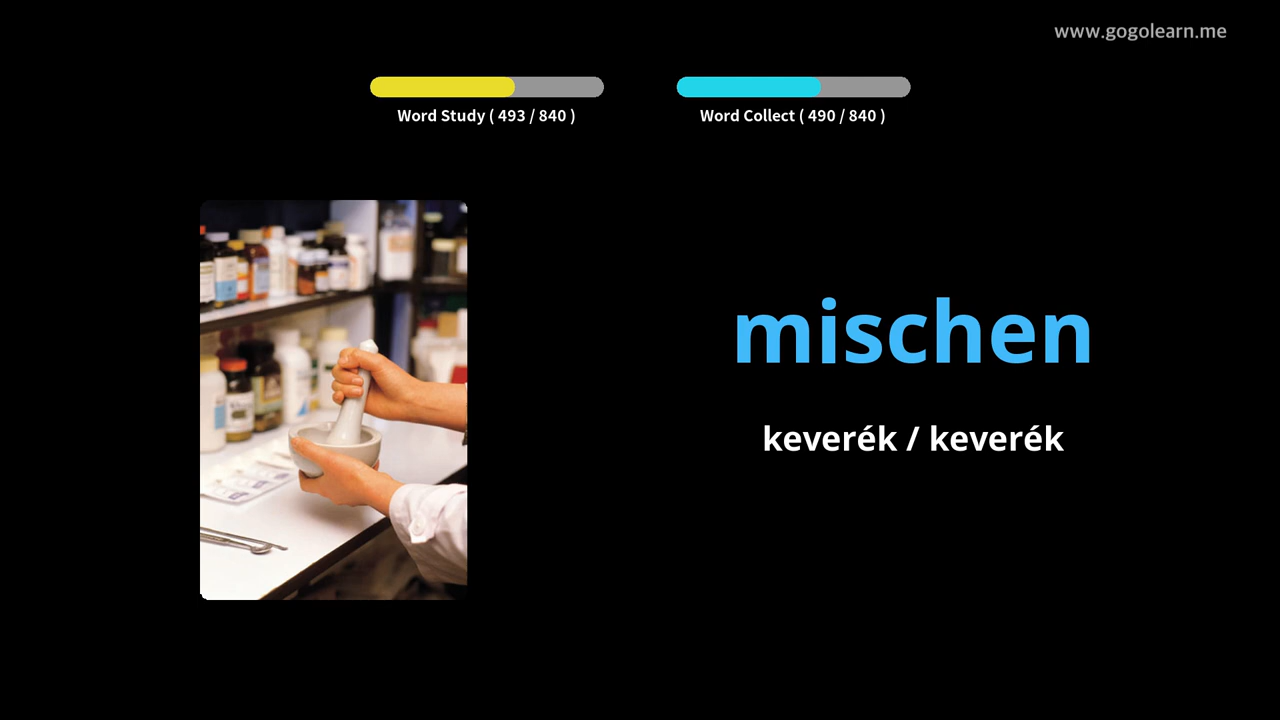 www.gogolearn.me
Word Study ( 493 / 840 )
Word Collect ( 490 / 840 )
mischen
keverék / keverék